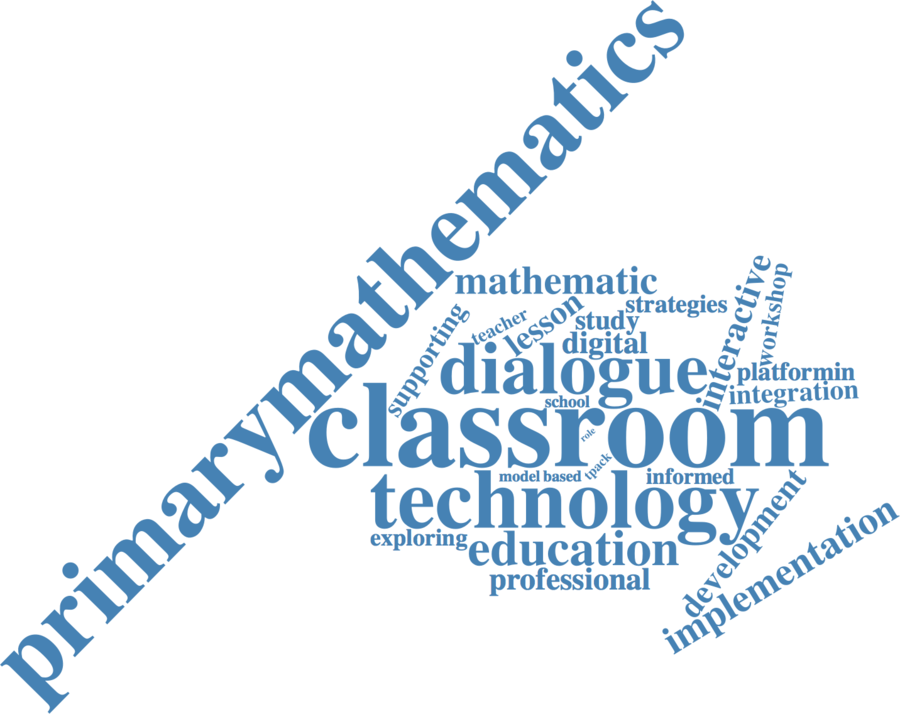 primarymathematics
mathematic
strategies
interactive
workshop
supporting
teacher
lesson
study
digital
dialogue
platformin
integration
school
classroom
role
tpack
model based
informed
technology
exploring
education
development
professional
implementation